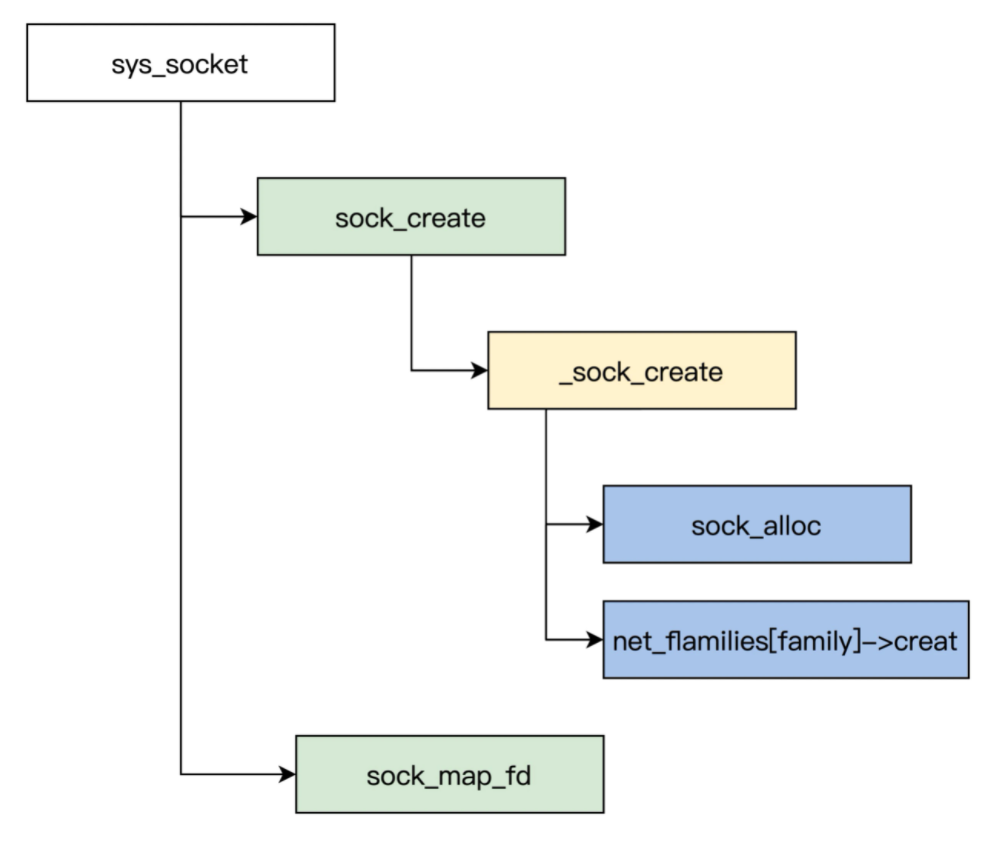 sys_socket
sock_create
_sock_create
sock_alloc
net_flamilies[family]->creat
sock_map_fd